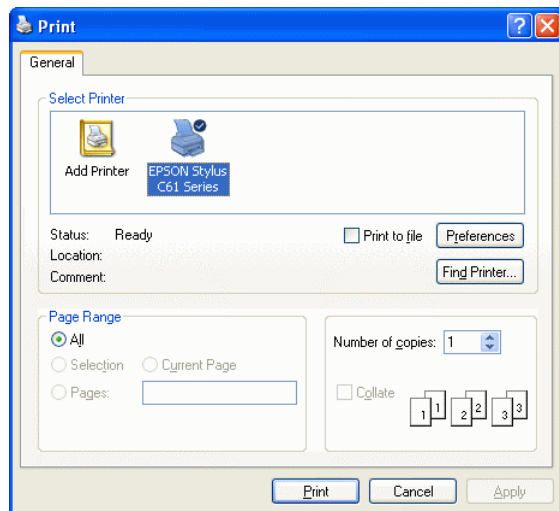 Print
General
Select Printer
Add Printer
EPSON Stylus
C61 Series
Status: Ready
Print to file
Preferences
Location:
Comment:
Find Printer...
Page Range
All
Selection
Current Page
Pages:
Number of copies: 1
Collate
1 1 2 2 3 3
Print
Cancel
Apply